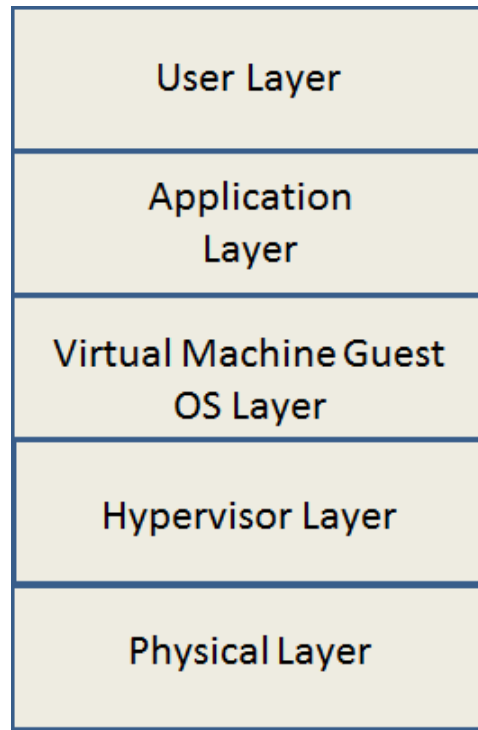 User Layer
Application
Layer
Virtual Machine Guest
OS Layer
Hypervisor Layer
Physical Layer